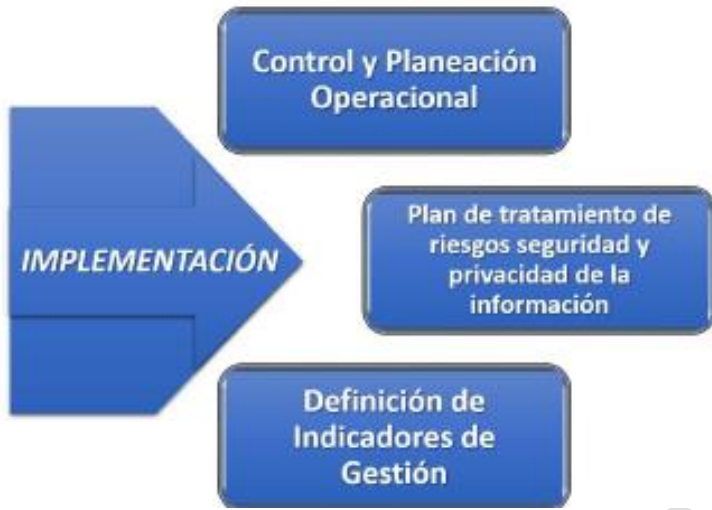 Control y Planeación
Operacional
IMPLEMENTACIÓN
Plan de tratamiento de
riesgos seguridad y
privacidad de la
información
Definición de
Indicadores de
Gestión